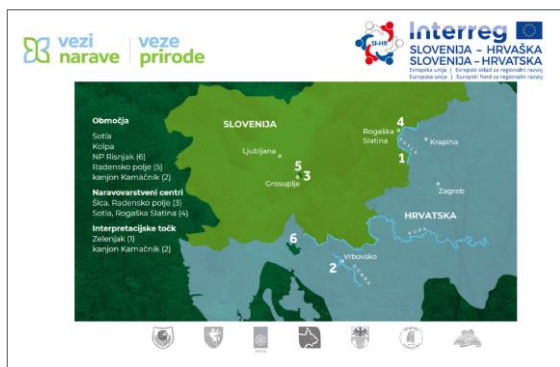 vezi
narave
veze
prirode
SI-HR
Interreg
SLOVENIJA – HRVAŠKA
SLOVENIJA – HRVATSKA
Evropska unija | Evropski sklad za regionalni razvoj
Europska unija | Europski fond za regionalni razvoj
Območja
Sotla
Kolpa
NP Risnjak (6)
Radensko polje (5)
kanjon Kamačnik (2)
Naravovarstveni centri
Šica, Radensko polje (3)
Sotla, Rogaška Slatina (4)
Interpretacijske točk
Zelenjak (1)
kanjon Kamačnik (2)
SLOVENIJA
Ljubljana
5
3
Grosuplje
4
Rogaška
Slatina
SOTLA
1
Krapina
Zagreb
HRVATSKA
KUPA
6
Vrbovsko
2
DOBRA